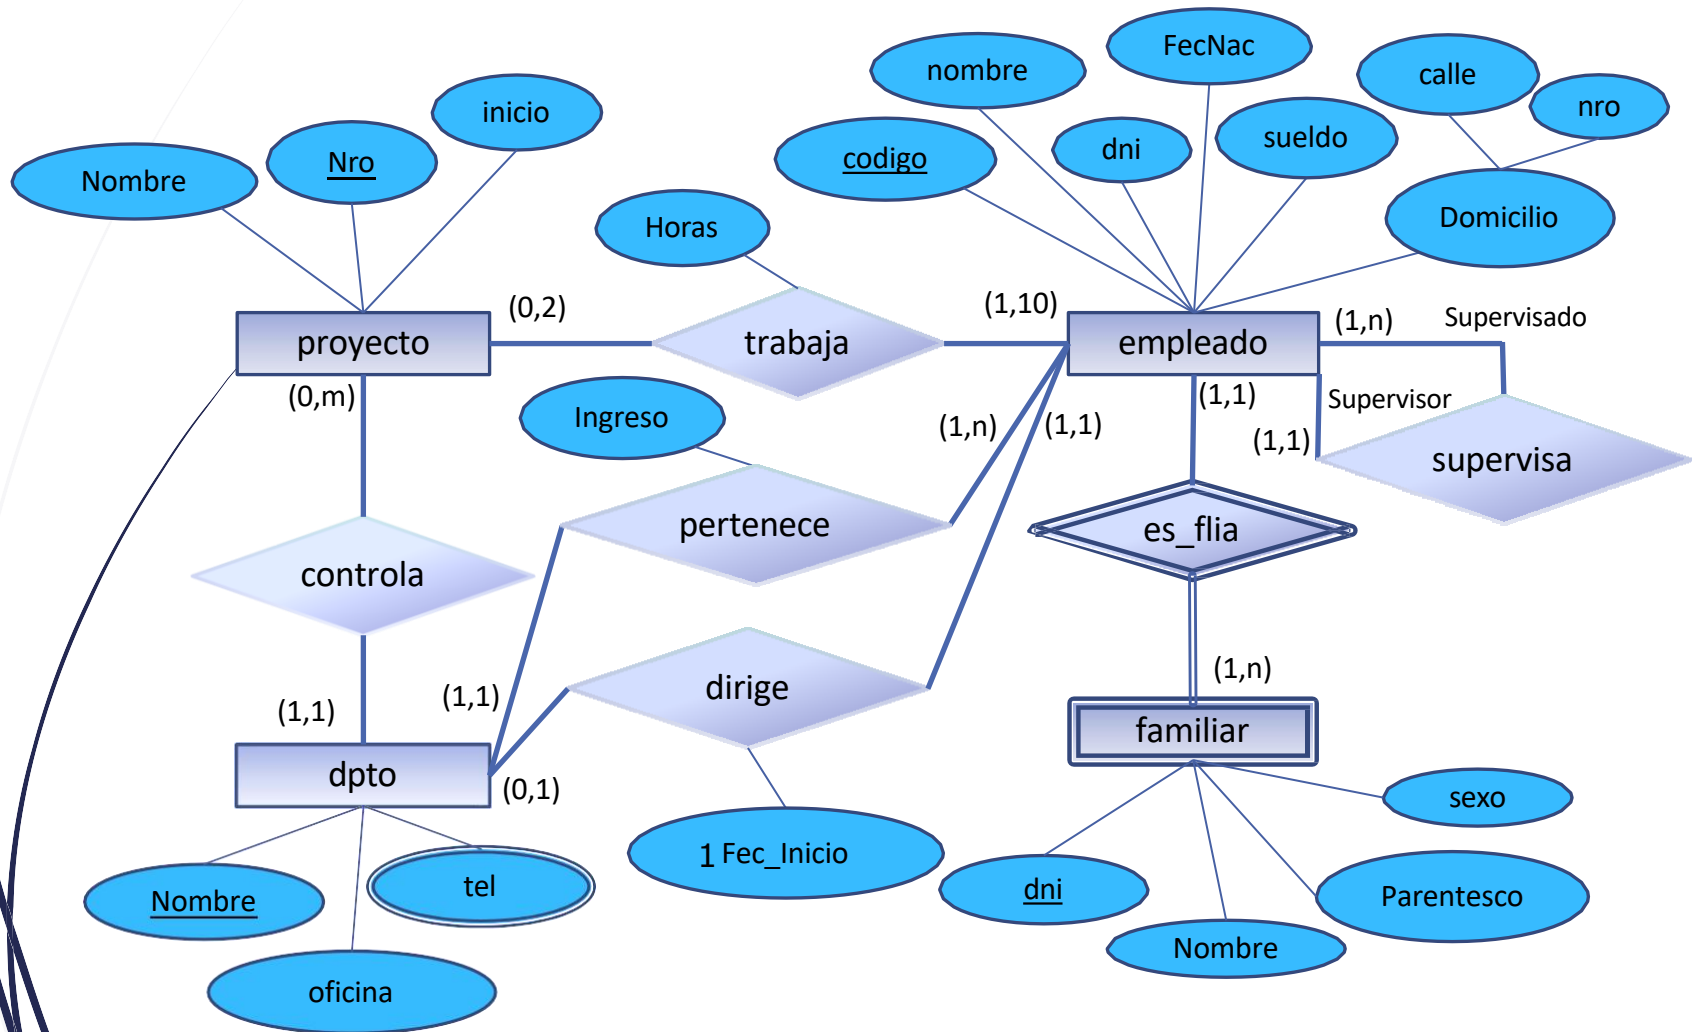 FecNac
nombre
calle
nro
inicio
codigo
dni
sueldo
Nombre
Nro
Domicilio
Horas
(0,2)
(1,10)
(1,n)
Supervisado
proyecto
trabaja
empleado
(0,m)
(1,1)
Supervisor
Ingreso
(1,n)
(1,1)
(1,1)
supervisa
pertenece
es_flia
controla
(1,n)
(1,1)
(1,1)
dirige
familiar
dpto
(0,1)
sexo
1 Fec_Inicio
tel
dni
Parentesco
Nombre
Nombre
oficina